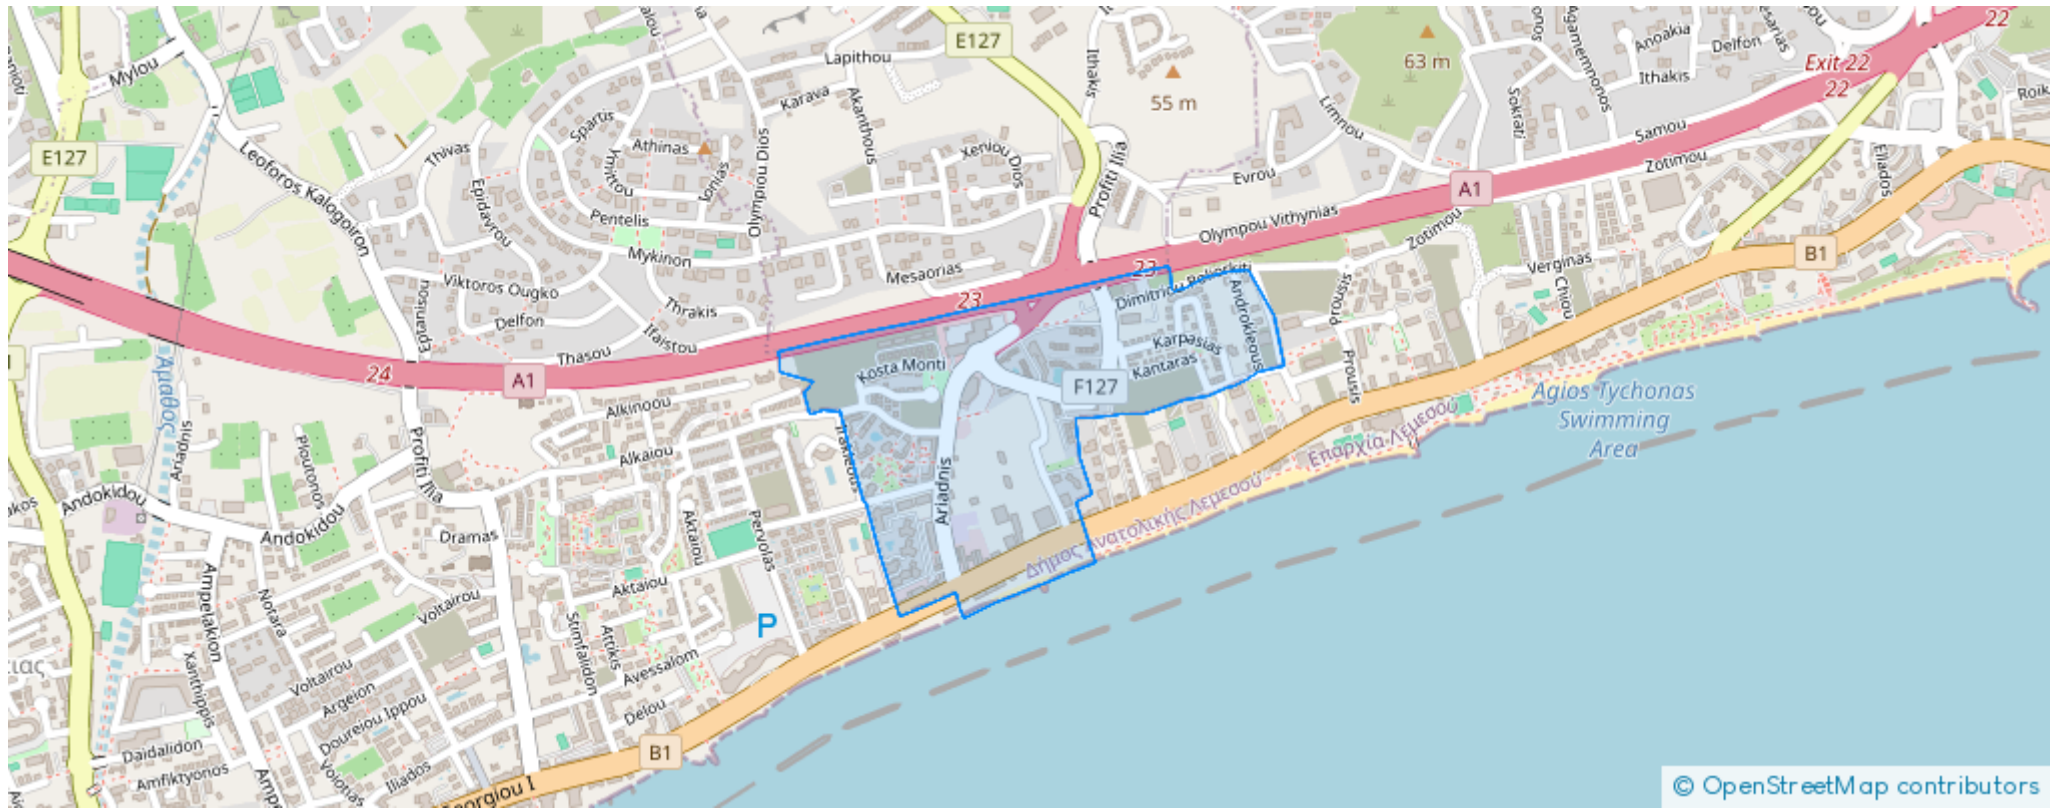 22
E127
Lapithou
Ithakis
63 m
Anoakia
Delfon
Exit 22
22
Mylou
55 m
Ithakis
Agamemnonos
Karava
Akanthous
Sokrati
Limnou
Samou
Spartis
Athinas
Ymittou
Thivas
E127
Leoforos Kalogoiron
Xeniou Dios
Zotimou
Eliados
Epidavrou
Ionias
Olympiou Dios
Profiti Ilia
Evrou
A1
Pentelis
Olympou Vithynias
Zotimou
Mykinon
Mesaorias
23
Verginas
B1
Viktoros Ougko
Dimitriou Poliorkiti
Chiou
Prousis
Thrakis
23
Androkleous
Delfon
Ifaistou
Karpasias
Thasou
Kosta Monti
Kantaras
Prousis
24
A1
F127
Αμαθος
Agios Tychonas
Swimming
Area
Alkinoou
Επαρχία Λεμεσού
Ariadnis
Ploutonos
Profiti Ilia
Alkaiou
Irakleous
Ariadnis
Andokidou
Andokidou
Dramas
Aktaiou
Pervolas
Δήμος Ανατολικής Λεμεσού
Aktaiou
Ampelakion
Notara
Voltairou
Stimfalidon
Attikis
P
Xanthippis
Voltairou
Avessalom
Argeion
Doureiou Ippou
Delou
Daidalidon
B1
Amfiktyonos
Iliados
© OpenStreetMap contributors